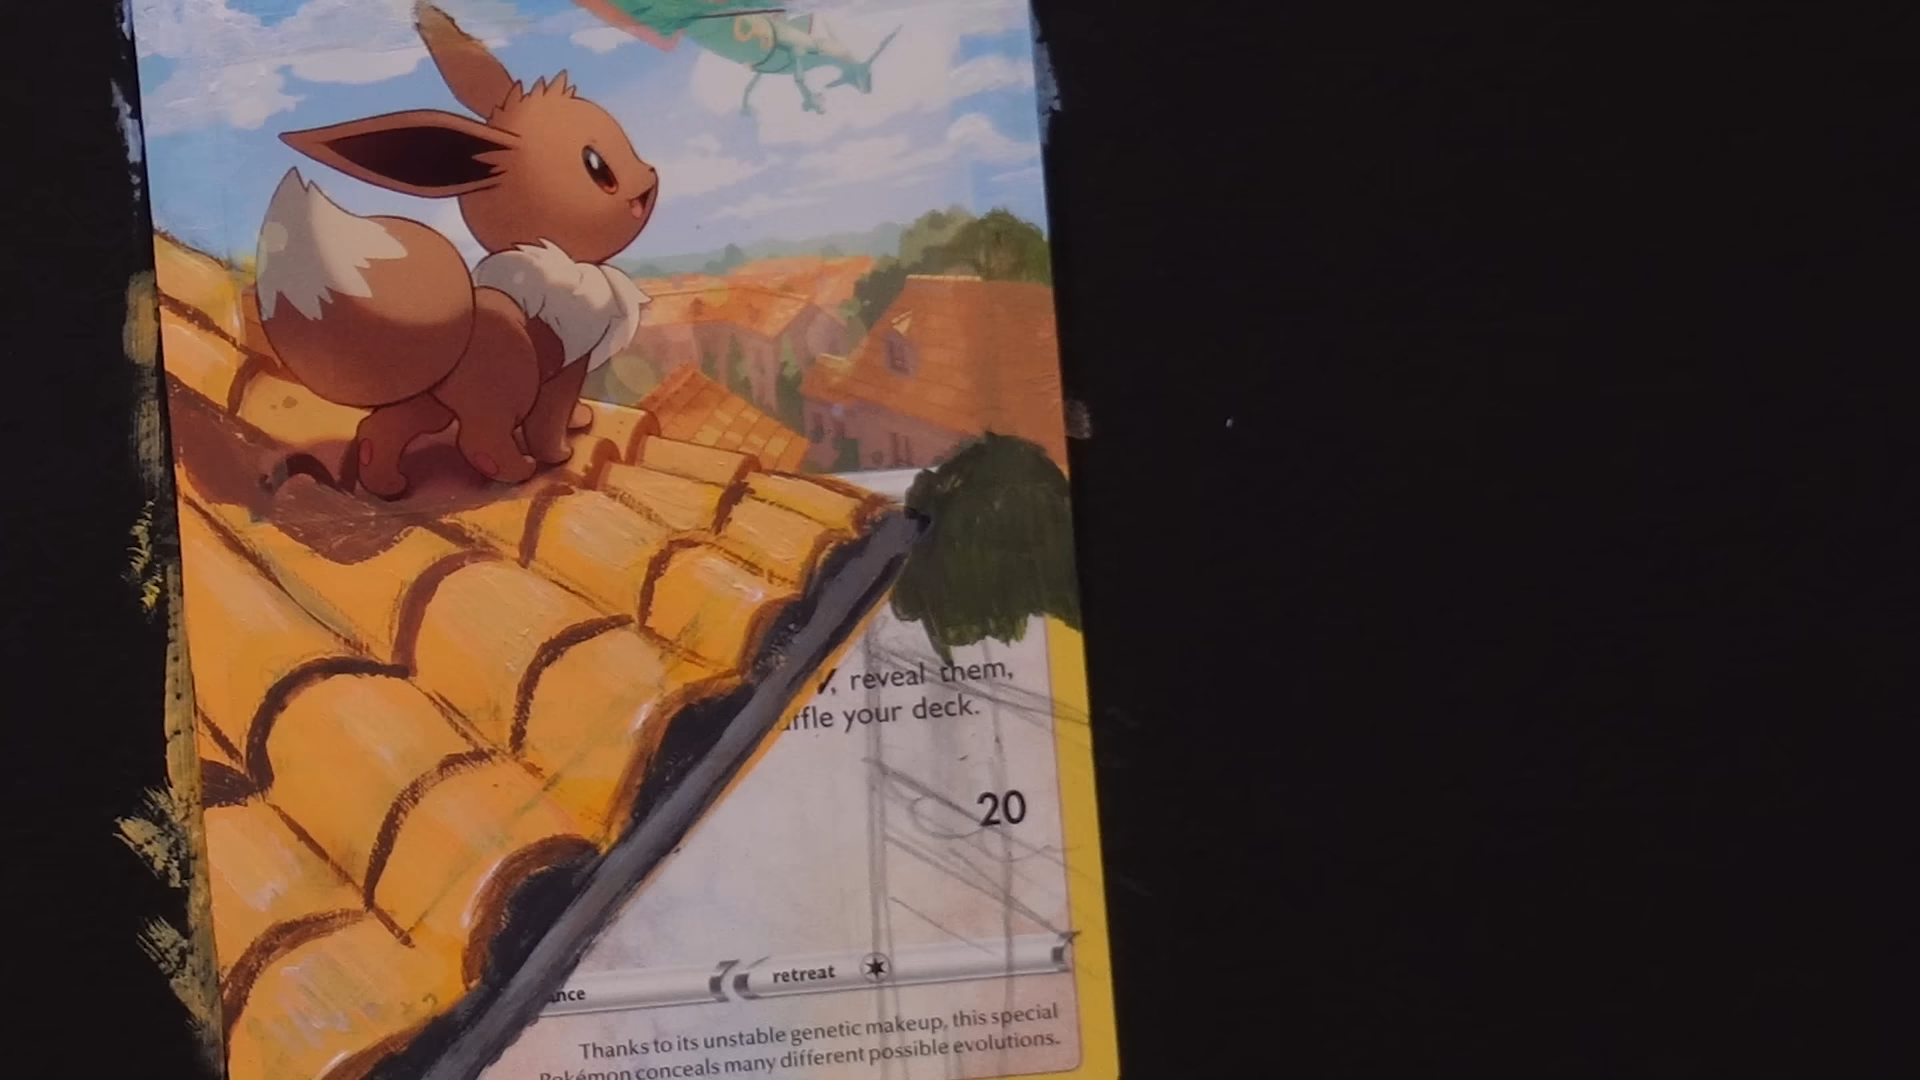 , reveal them,
ffle your deck.
20
ance
retreat
Thanks to its unstable genetic makeup, this special
Pokémon conceals many different possible evolutions.